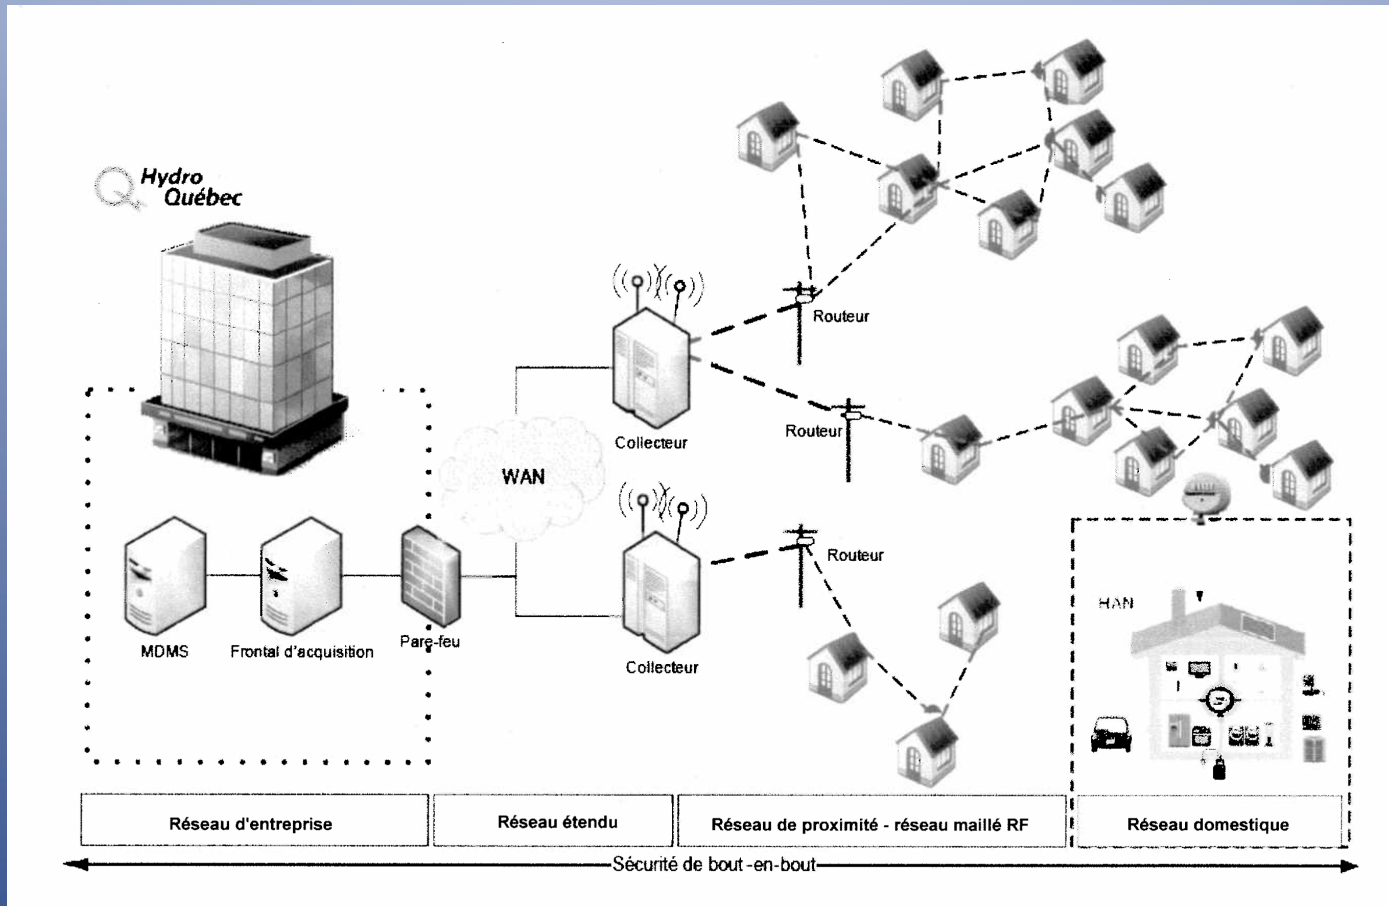 Hydro
Québec
Routeur
Collecteur
Routeur
WAN
Routeur
HAN
MDMS
Frontal d'acquisition
Pare-feu
Collecteur
Réseau d'entreprise
Réseau étendu
Réseau de proximité - réseau maillé RF
Réseau domestique
Sécurité de bout-en-bout